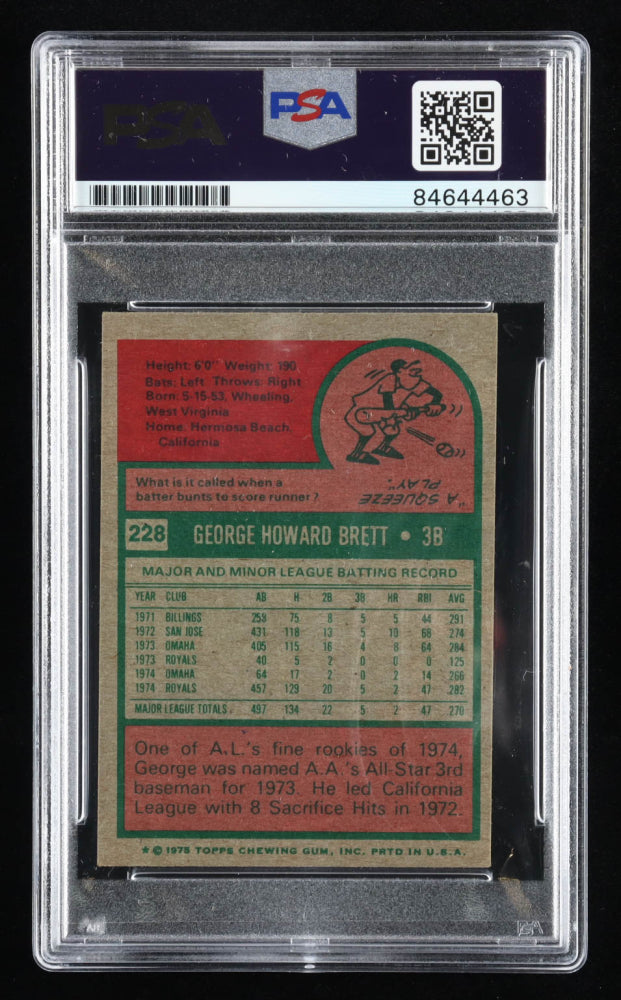 PSA
PSA
84644463
Height: 6'0" Weight: 190
Bats: Left Throws: Right
Born: 5-15-53, Wheeling,
West Virginia
Home: Hermosa Beach,
California
What is it called when a
batter bunts to score runner?
"A SQUEEZE
PLAY".
228 GEORGE HOWARD BRETT • 3B
MAJOR AND MINOR LEAGUE BATTING RECORD
YEAR CLUB AB H 2B 3B HR RBI AVG
1971 BILLINGS 258 75 8 5 5 44 291
1972 SAN JOSE 431 118 13 5 10 68 274
1973 OMAHA 405 115 16 4 8 64 284
1973 ROYALS 40 5 2 0 0 0 125
1974 OMAHA 64 17 2 0 2 14 266
1974 ROYALS 457 129 20 5 2 47 282
MAJOR LEAGUE TOTALS. 497 134 22 5 2 47 270
One of A.L.'s fine rookies of 1974,
George was named A.A.'s All-Star 3rd
baseman for 1973. He led California
League with 8 Sacrifice Hits in 1972.
★ © 1975 TOPPS CHEWING GUM, INC. PRTD IN U.S.A.
PSA